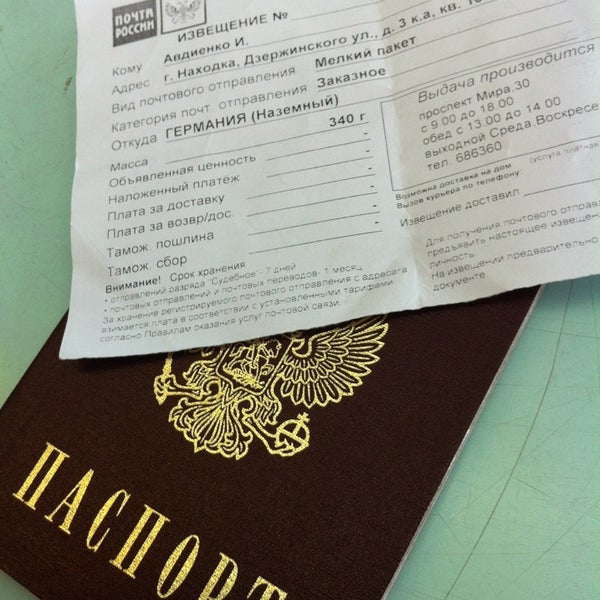 ПОЧТА
РОССИИ
ИЗВЕЩЕНИЕ №
Кому Авдиенко И.
Адрес г. Находка, Дзержинского ул., д. 3 к.а, кв. 10
Вид почтового отправления Мелкий пакет
Категория почт. отправления Заказное
Откуда ГЕРМАНИЯ (Наземный)
Масса 340 г
Объявленная ценность -
Наложенный платёж -
Плата за доставку -
Плата за возвр/дос. -
Тамож. пошлина -
Тамож. сбор -
Внимание! Срок хранения
- отправлений разряда "Судебное" - 7 дней
- почтовых отправлений и почтовых переводов- 1 месяц
За хранение регистрируемого почтового отправления с адресата
взимается плата в соответствии с установленными тарифами
согласно Правилам оказания услуг почтовой связи.
Выдача производится
проспект Мира,30
с 9.00 до 18.00
обед с 13.00 до 14.00
выходной Среда,Воскресе
тел. 686360
Возможна доставка на дом (услуга платная
Вызов курьера по телефону:
Извещение доставил
Для получения почтового отправ
предъявить настоящее извещен
личность.
На извещении предварительно
документе.
ПАСПОРТ